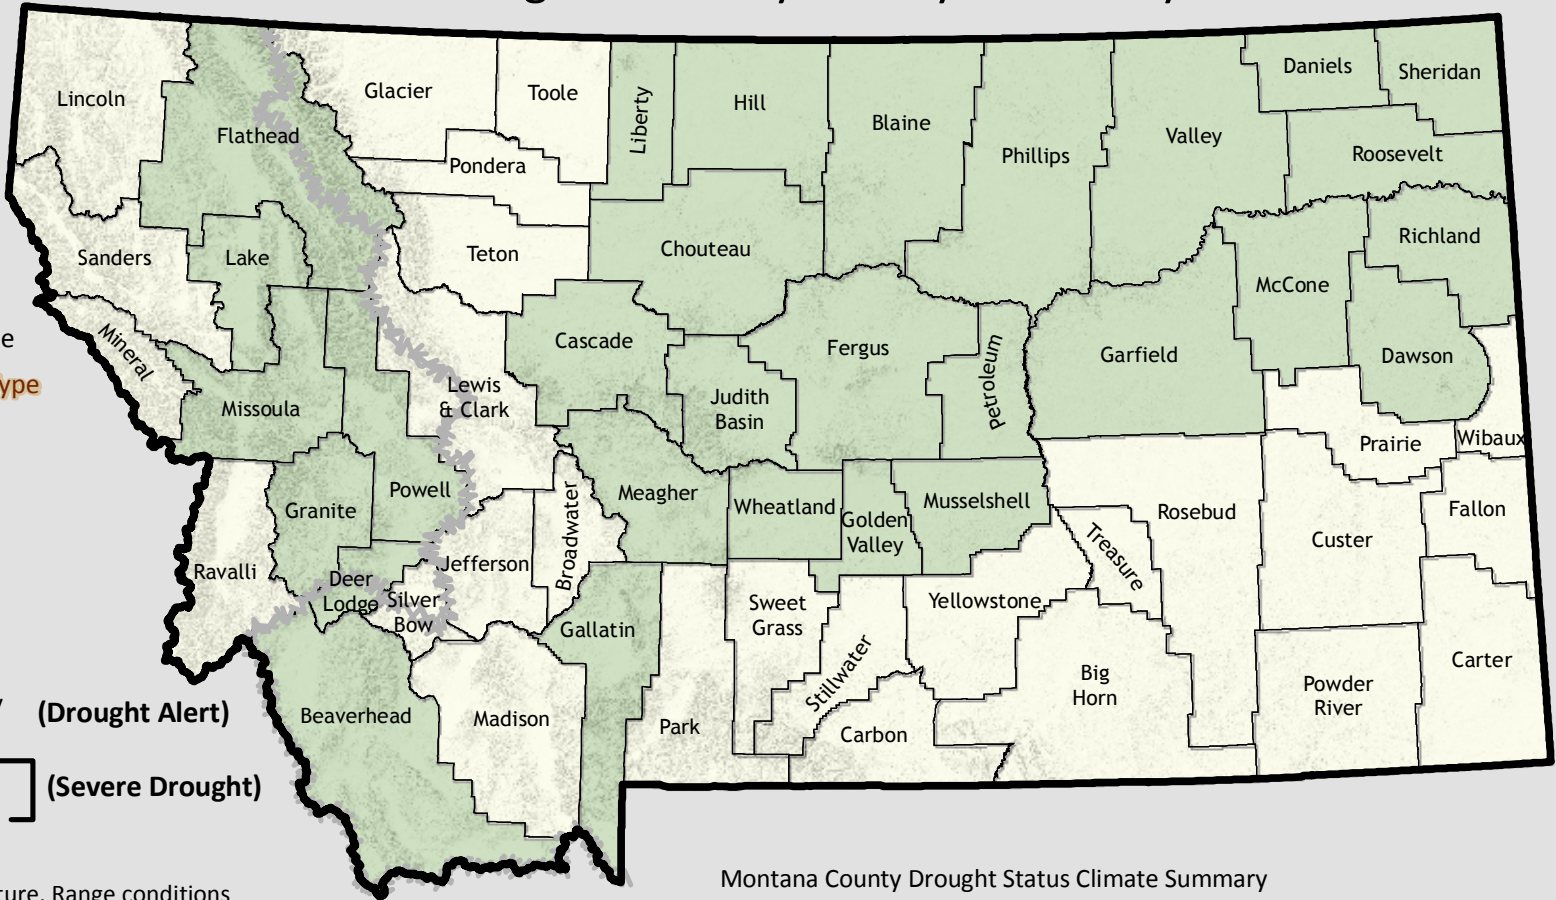 Lincoln
Flathead
Glacier
Toole
Liberty
Hill
Blaine
Phillips
Valley
Daniels
Sheridan
Roosevelt
Pondera
Teton
Chouteau
Richland
McCone
Sanders
Lake
Mineral
Cascade
Fergus
Petroleum
Garfield
Dawson
Missoula
Lewis
& Clark
Judith
Basin
Prairie
Wibaux
Powell
Granite
Meagher
Wheatland
Golden
Valley
Musselshell
Rosebud
Treasure
Custer
Fallon
Ravalli
Deer
Lodge
Silver
Bow
Jefferson
Broadwater
Gallatin
Sweet
Grass
Stillwater
Yellowstone
Big
Horn
Powder
River
Carter
Beaverhead
Madison
Park
Carbon
(Drought Alert)
(Severe Drought)
Range conditions
Montana County Drought Status Climate Summary